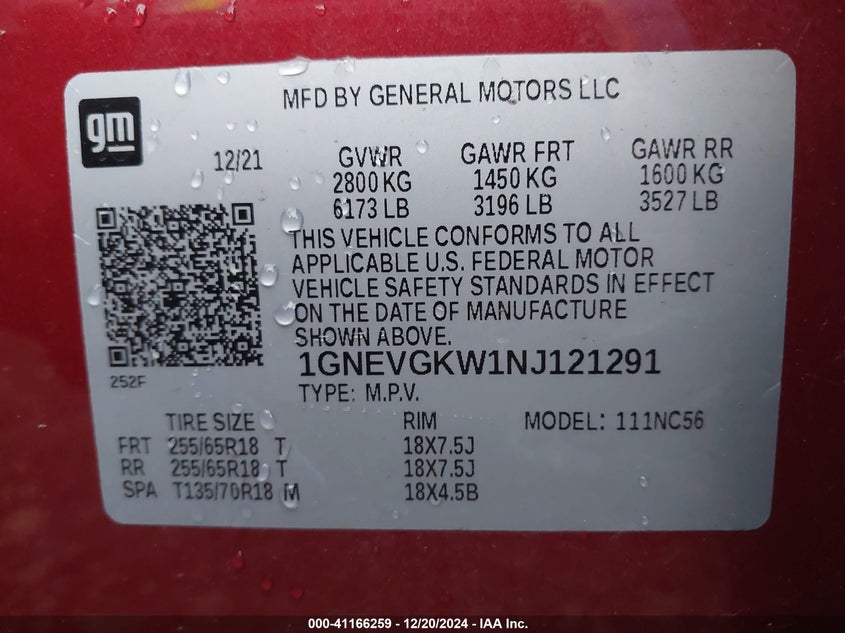 gm
MFD BY GENERAL MOTORS LLC
12/21
GVWR GAWR FRT GAWR RR
2800 KG 1450 KG 1600 KG
6173 LB 3196 LB 3527 LB
THIS VEHICLE CONFORMS TO ALL
APPLICABLE U.S. FEDERAL MOTOR
VEHICLE SAFETY STANDARDS IN EFFECT
ON THE DATE OF MANUFACTURE
SHOWN ABOVE.
1GNEVGKW1NJ121291
252F
TYPE: M.P.V.
TIRE SIZE RIM MODEL: 111NC56
FRT 255/65R18 T 18X7.5J
RR 255/65R18 T 18X7.5J
SPA T135/70R18 M 18X4.5B
000-41166259 - 12/20/2024 - IAA Inc.